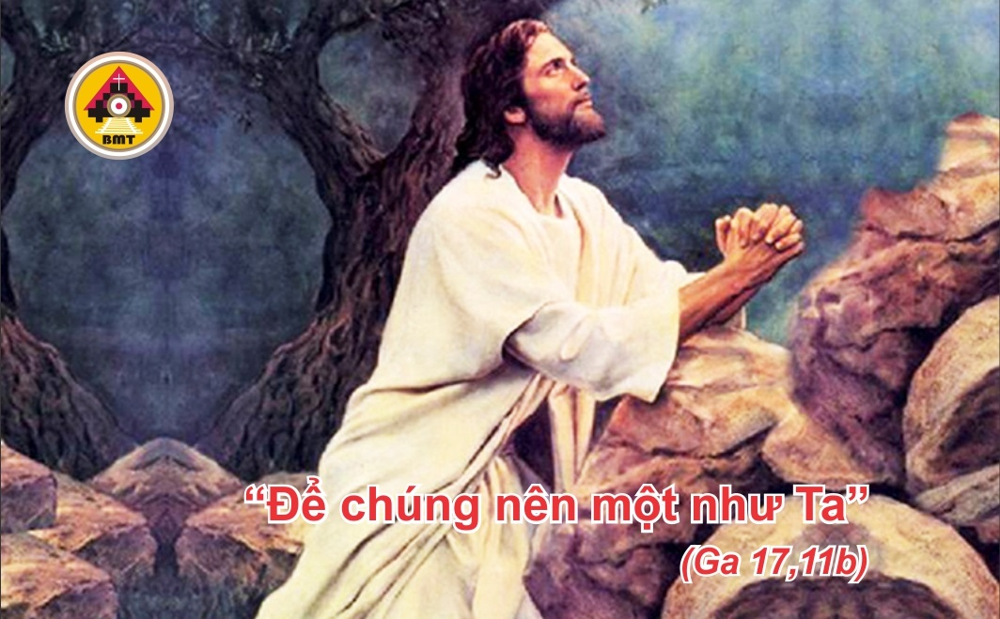 BMT
“Để chúng nên một như Ta”
(Ga 17,11b)